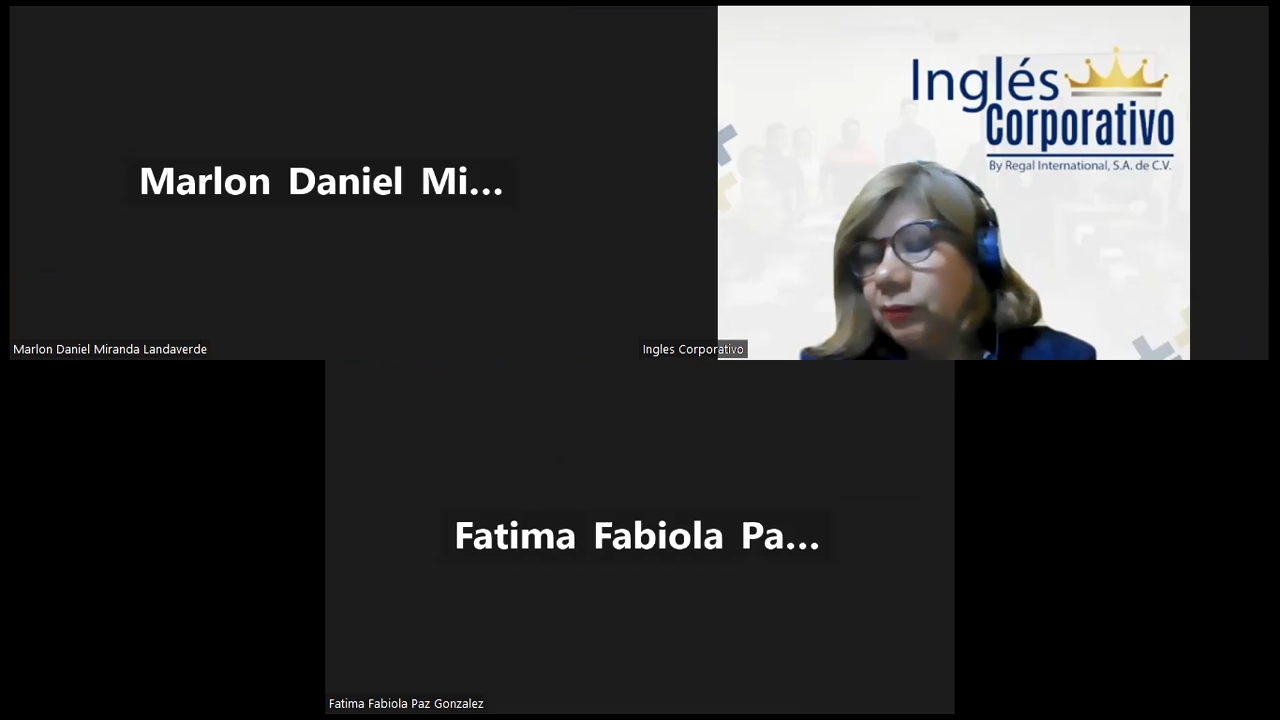 Marlon Daniel Mi...
Marlon Daniel Miranda Landaverde
Inglés
Corporativo
By Regal International, S.A. de C.V.
Ingles Corporativo
Fatima Fabiola Pa...
Fatima Fabiola Paz Gonzalez